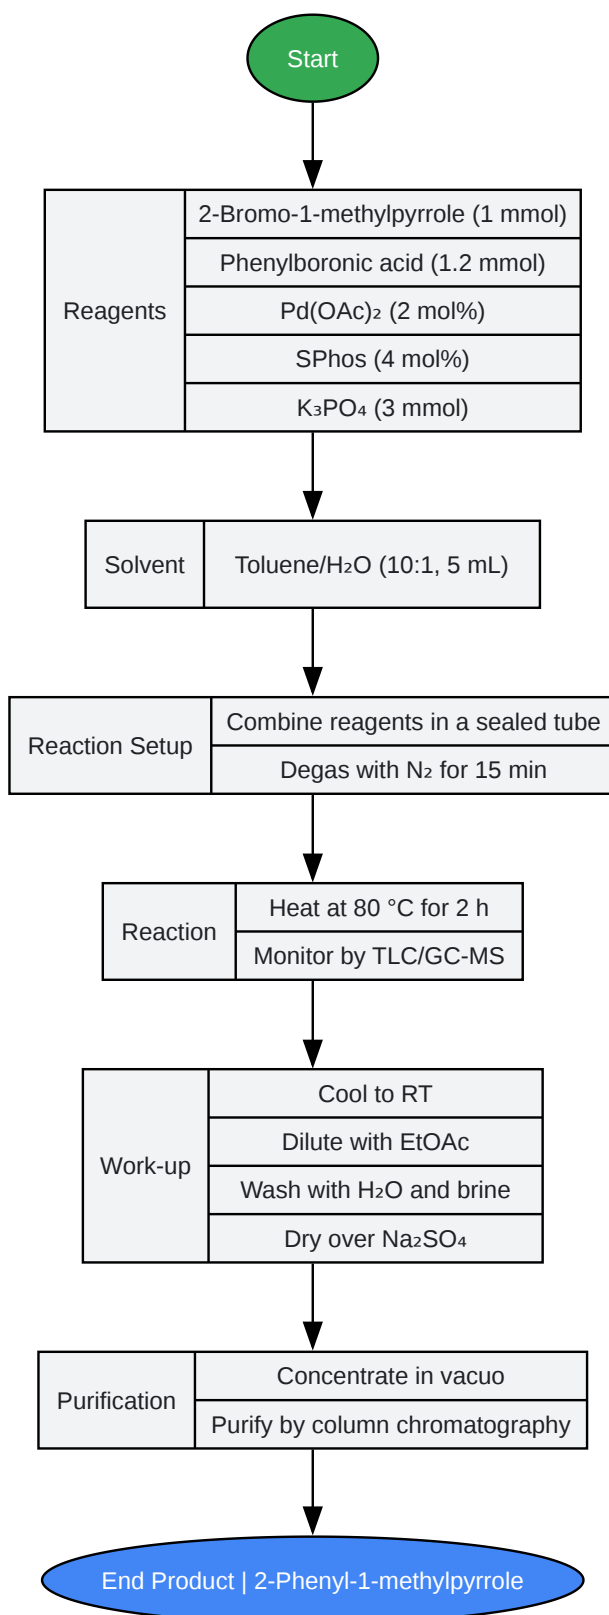 Start
Reagents
2-Bromo-1-methylpyrrole (1 mmol)
Phenylboronic acid (1.2 mmol)
Pd(OAc)₂ (2 mol%)
SPhos (4 mol%)
K₃PO₄ (3 mmol)
Solvent
Toluene/H₂O (10:1, 5 mL)
Reaction Setup
Combine reagents in a sealed tube
Degas with N₂ for 15 min
Reaction
Heat at 80 °C for 2 h
Monitor by TLC/GC-MS
Work-up
Cool to RT
Dilute with EtOAc
Wash with H₂O and brine
Dry over Na₂SO₄
Purification
Concentrate in vacuo
Purify by column chromatography
End Product | 2-Phenyl-1-methylpyrrole